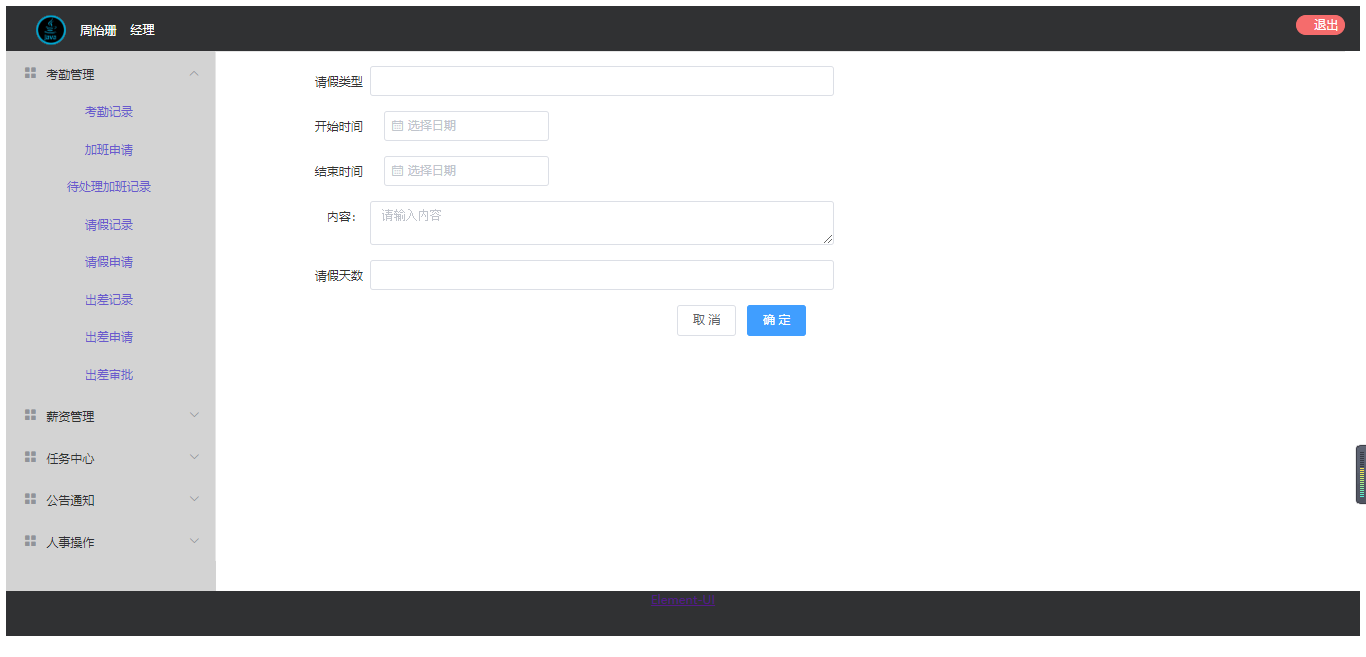 周怡珊 经理
退出
考勤管理
考勤记录
加班申请
待处理加班记录
请假记录
请假申请
出差记录
出差申请
出差审批
薪资管理
任务中心
公告通知
人事操作
请假类型
开始时间 选择日期
结束时间 选择日期
内容: 请输入内容
请假天数
取 消 确 定
Element-UI